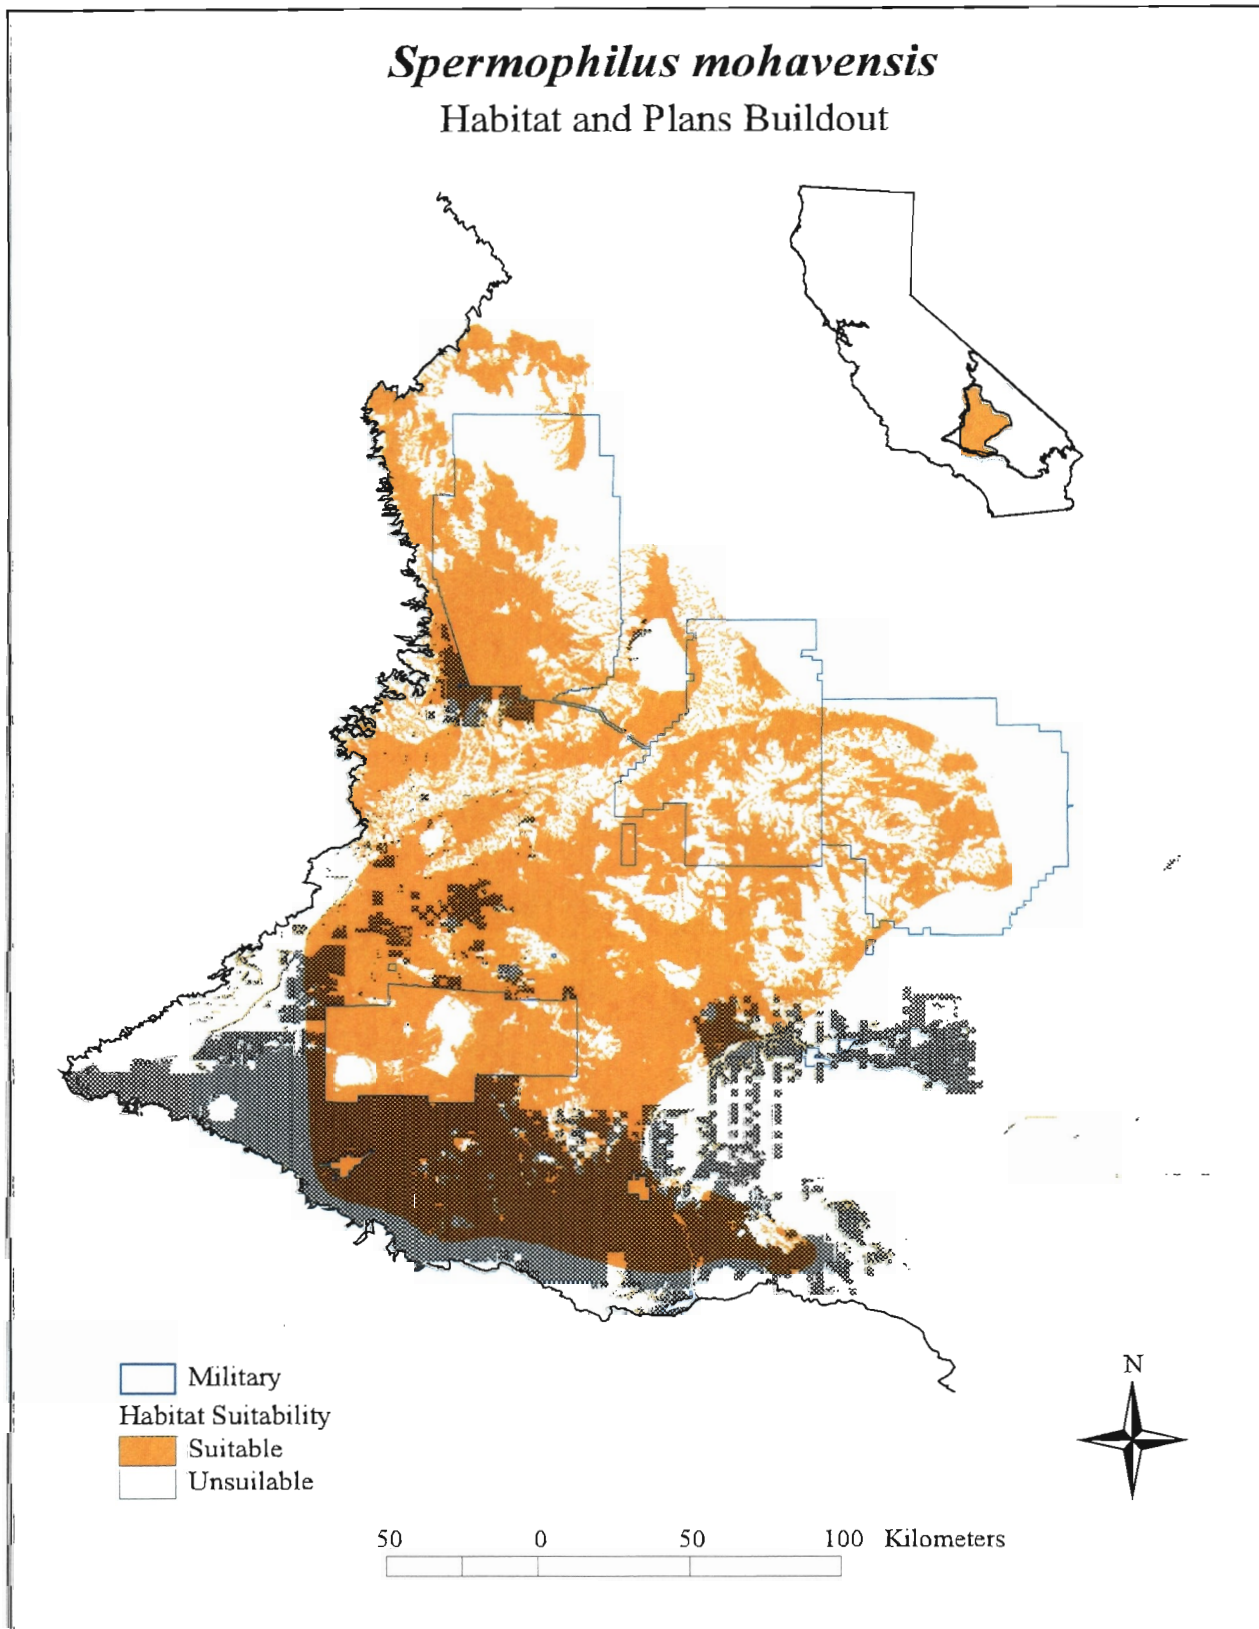 Spermophilus mohavensis
Habitat and Plans Buildout
Military
Habitat Suitability
Suitable
Unsuilable
N
50 0 50 100 Kilometers